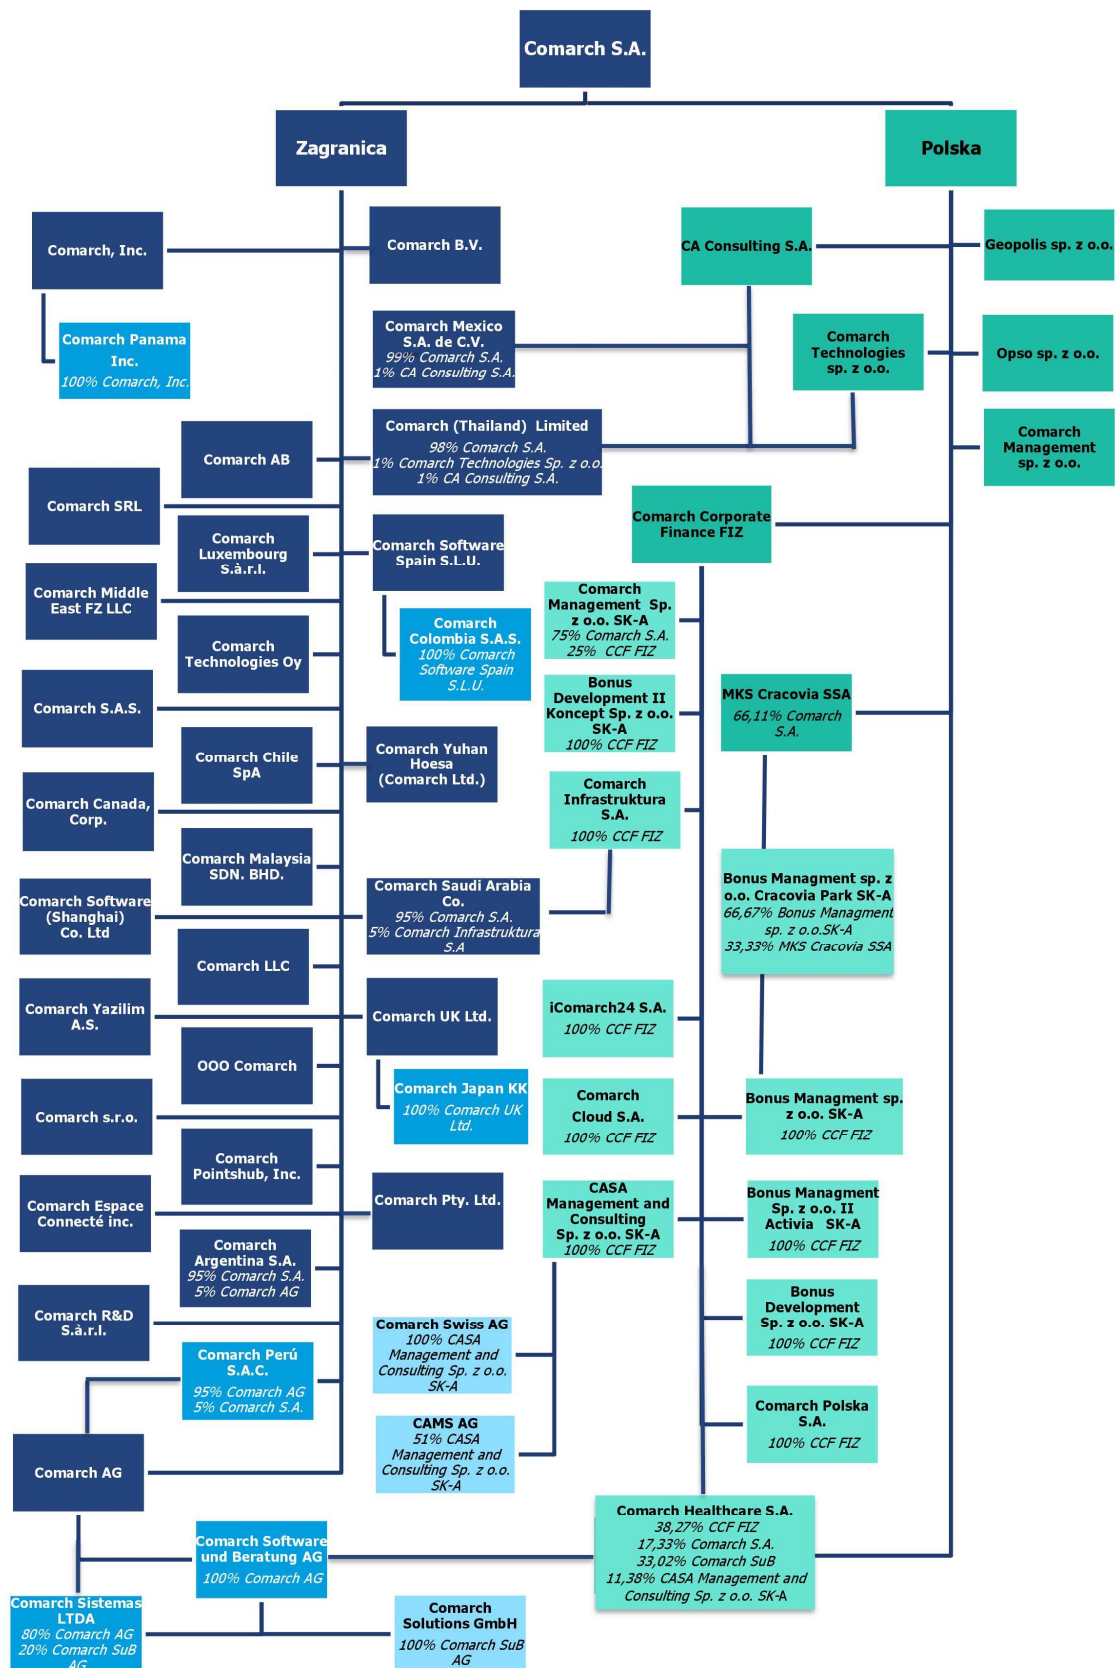 Comarch S.A.
Zagranica
Polska
Comarch, Inc.
Comarch B.V.
CA Consulting S.A.
Geopolis sp. z o.o.
Comarch Panama
Inc.
100% Comarch, Inc.
Comarch Mexico
S.A. de C.V.
99% Comarch S.A.
1% CA Consulting S.A.
Comarch
Technologies
sp. z o.o.
Opso sp. z o.o.
Comarch AB
Comarch (Thailand) Limited
98% Comarch S.A.
1% Comarch Technologies Sp. z o.o.
1% CA Consulting S.A.
Comarch
Management
sp. z o.o.
Comarch SRL
Comarch
Luxembourg
S.à.r.l.
Comarch Software
Spain S.L.U.
Comarch Corporate
Finance FIZ
Comarch Middle
East FZ LLC
Comarch
Technologies Oy
Comarch
Colombia S.A.S.
100% Comarch
Software Spain
S.L.U.
Comarch
Management Sp.
z o.o. SK-A
75% Comarch S.A.
25% CCF FIZ
Comarch S.A.S.
Bonus
Development II
Koncept Sp. z o.o.
SK-A
100% CCF FIZ
MKS Cracovia SSA
66,11% Comarch
S.A.
Comarch Chile
SpA
Comarch Yuhan
Hoesa
(Comarch Ltd.)
Comarch
Infrastruktura
S.A.
100% CCF FIZ
Comarch Canada,
Corp.
Comarch Malaysia
SDN. BHD.
Comarch Software
(Shanghai)
Co. Ltd
Comarch Saudi Arabia
Co.
95% Comarch S.A.
5% Comarch Infrastruktura
S.A
Bonus Managment sp. z
o.o. Cracovia Park SK-A
66,67% Bonus Managment
sp. z o.o.SK-A
33,33% MKS Cracovia SSA
Comarch LLC
Comarch Yazilim
A.S.
Comarch UK Ltd.
iComarch24 S.A.
100% CCF FIZ
OOO Comarch
Comarch Japan KK
100% Comarch UK
Ltd.
Comarch
Cloud S.A.
100% CCF FIZ
Bonus Managment sp.
z o.o. SK-A
100% CCF FIZ
Comarch s.r.o.
Comarch
Pointshub, Inc.
Comarch Espace
Connecté inc.
Comarch Pty. Ltd.
CASA
Management and
Consulting
Sp. z o.o. SK-A
100% CCF FIZ
Bonus Managment
Sp. z o.o. II
Activia SK-A
100% CCF FIZ
Comarch
Argentina S.A.
95% Comarch S.A.
5% Comarch AG
Comarch R&D
S.à.r.l.
Comarch Swiss AG
100% CASA
Management and
Consulting Sp. z o.o.
SK-A
Bonus
Development
Sp. z o.o. SK-A
100% CCF FIZ
Comarch Perú
S.A.C.
95% Comarch AG
5% Comarch S.A.
CAMS AG
51% CASA
Management and
Consulting Sp. z o.o.
SK-A
Comarch Polska
S.A.
100% CCF FIZ
Comarch AG
Comarch Software
und Beratung AG
100% Comarch AG
Comarch Healthcare S.A.
38,27% CCF FIZ
17,33% Comarch S.A.
33,02% Comarch SuB
11,38% CASA Management and
Consulting Sp. z o.o. SK-A
Comarch Sistemas
LTDA
80% Comarch AG
20% Comarch SuB
AG
Comarch
Solutions GmbH
100% Comarch SuB
AG